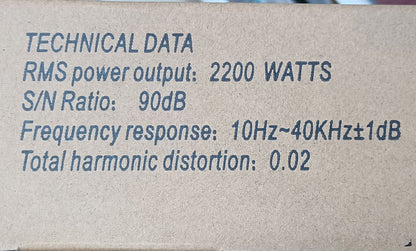 TECHNICAL DATA
RMS power output: 2200 WATTS
S/N Ratio: 90dB
Frequency response: 10Hz~40KHz±1dB
Total harmonic distortion: 0.02